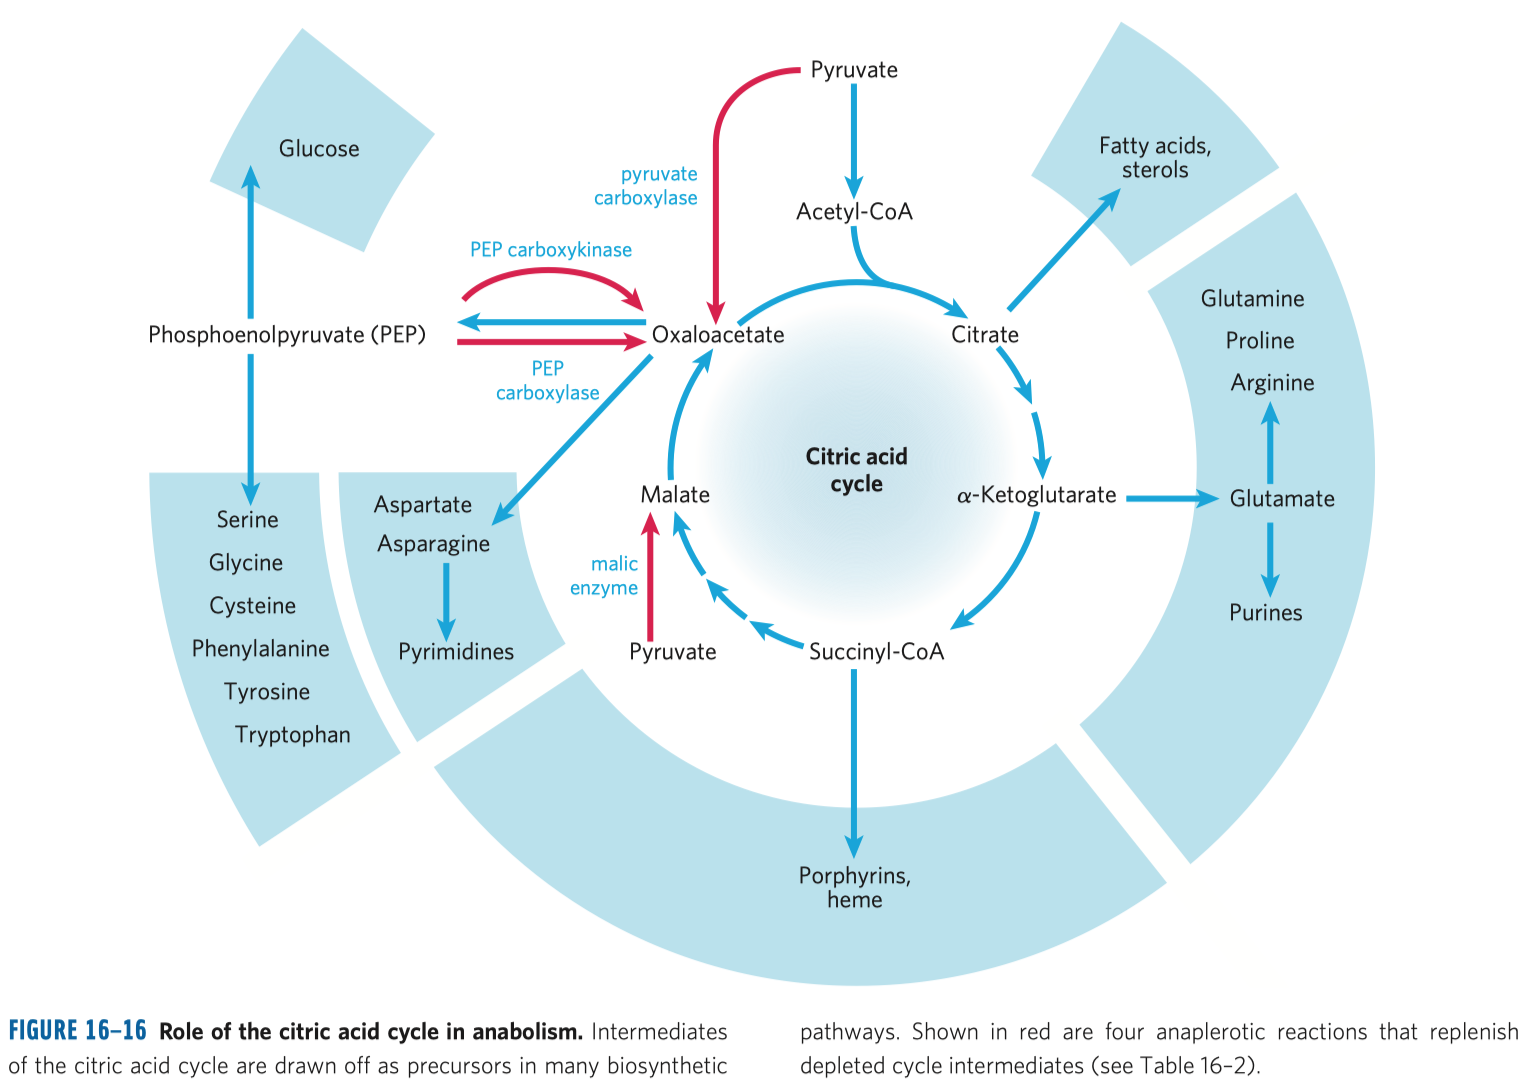 Pyruvate
Glucose
Fatty acids,
sterols
pyruvate
carboxylase
Acetyl-CoA
PEP carboxykinase
Glutamine
Phosphoenolpyruvate (PEP)
Oxaloacetate
Citrate
Proline
PEP
carboxylase
Arginine
Citric acid
cycle
Malate
α-Ketoglutarate
Glutamate
Aspartate
Asparagine
Serine
Glycine
Cysteine
Phenylalanine
Tyrosine
Tryptophan
malic
enzyme
Purines
Pyrimidines
Pyruvate
Succinyl-CoA
Porphyrins,
heme
FIGURE 16–16 Role of the citric acid cycle in anabolism. Intermediates
of the citric acid cycle are drawn off as precursors in many biosynthetic
pathways. Shown in red are four anaplerotic reactions that replenish
depleted cycle intermediates (see Table 16–2).